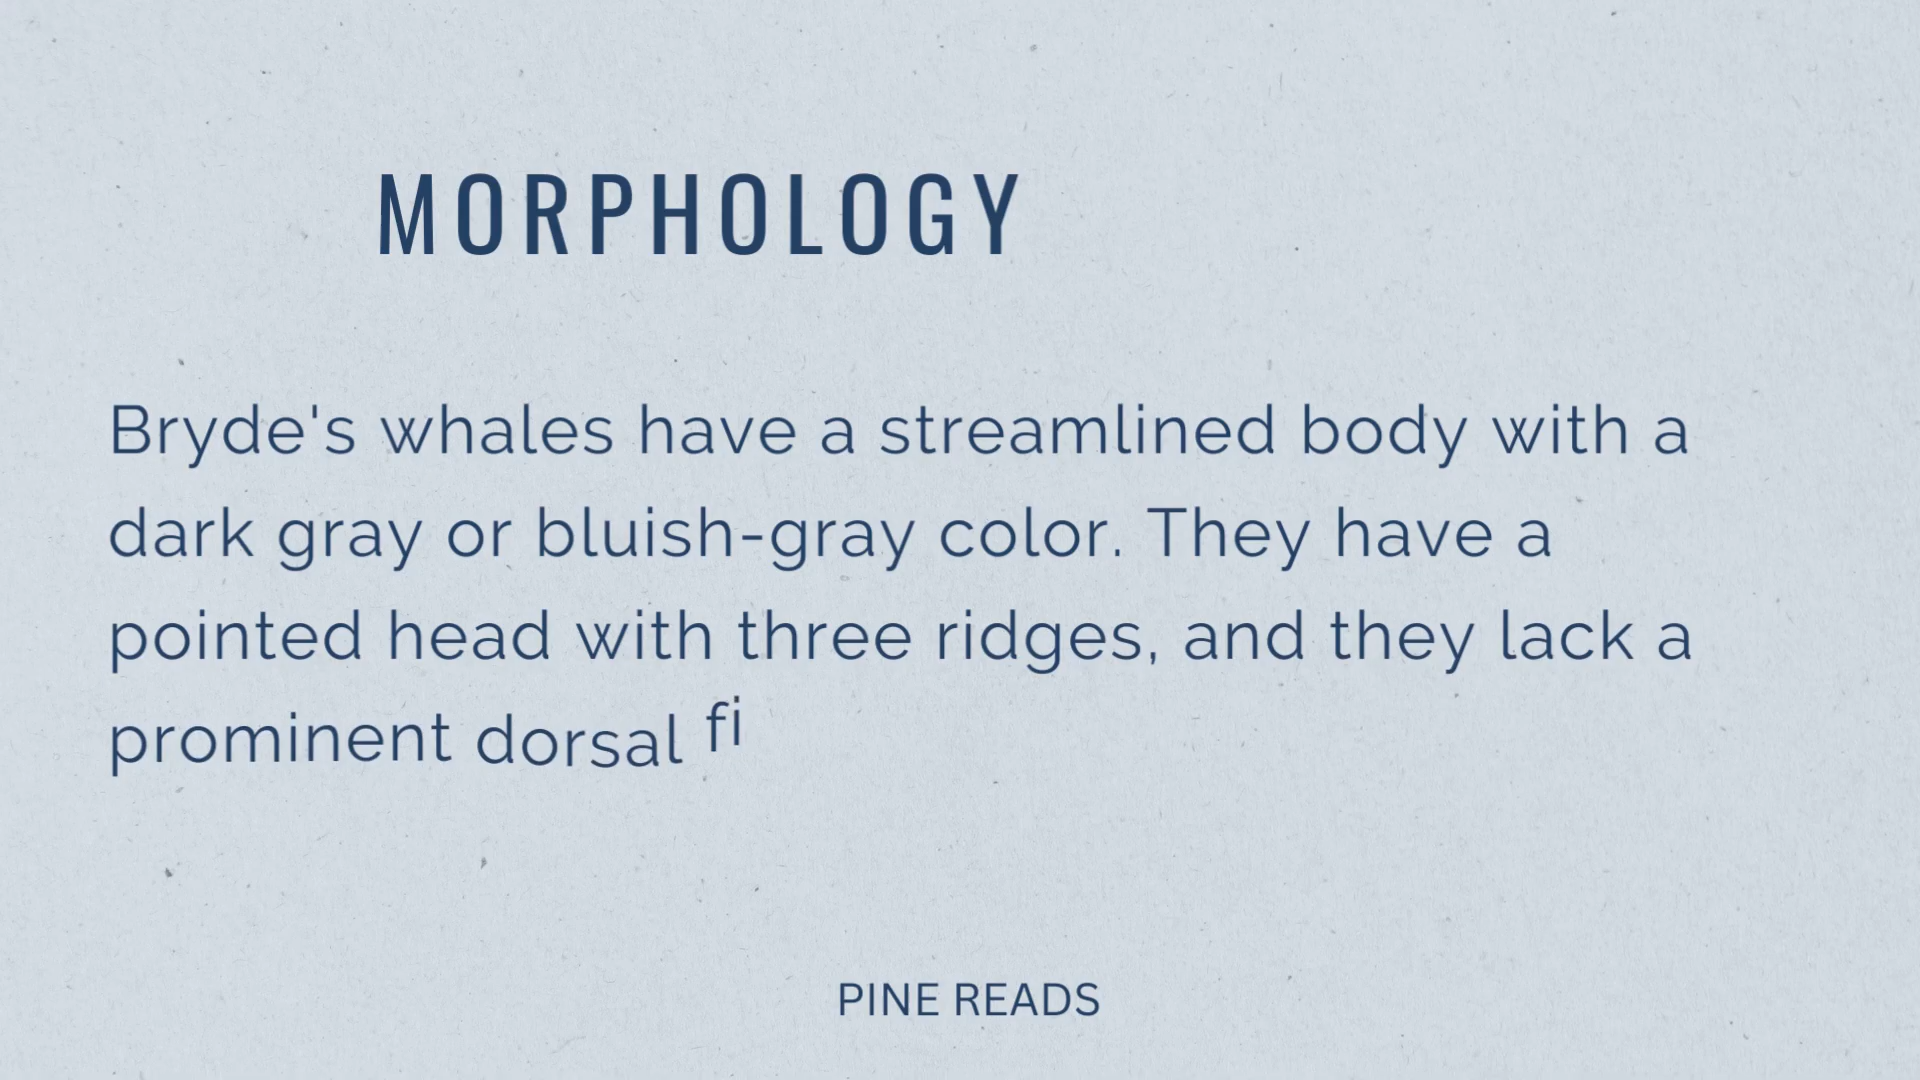 MORPHOLOGY
Bryde's whales have a streamlined body with a
dark gray or bluish-gray color. They have a
pointed head with three ridges, and they lack a
prominent dorsal fi
PINE READS